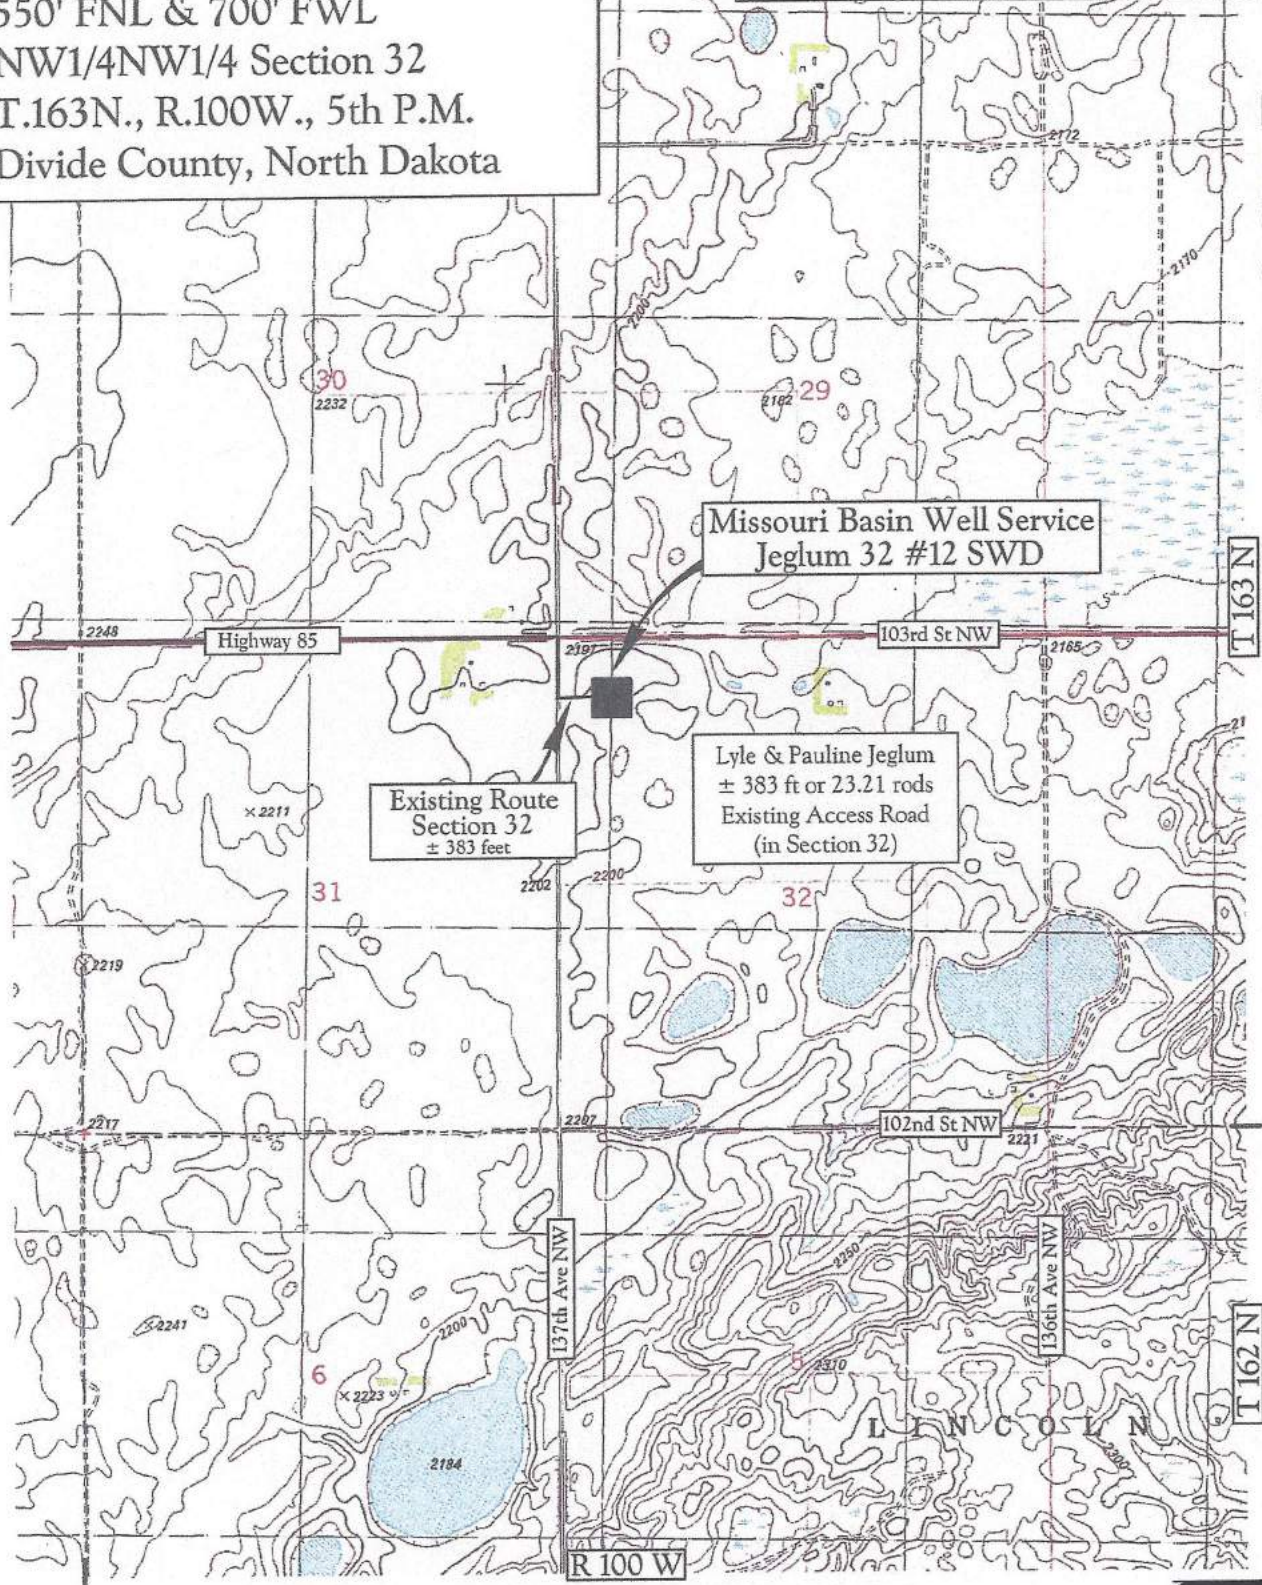 550' FNL & 700' FWL
NW1/4NW1/4 Section 32
T.163N., R.100W., 5th P.M.
Divide County, North Dakota
2172
2170
2200
30
2232
29
2182
Missouri Basin Well Service
Jeglum 32 #12 SWD
T 163 N
2248
Highway 85
103rd St NW
2197
2165
Lyle & Pauline Jeglum
± 383 ft or 23.21 rods
Existing Access Road
(in Section 32)
Existing Route
Section 32
± 383 feet
×2211
2202
2200
31
32
2219
2217
2207
102nd St NW
2221
137th Ave NW
136th Ave NW
2250
2241
2200
6
×2223
5
2310
T 162 N
LINCOLN
2300
2184
R 100 W